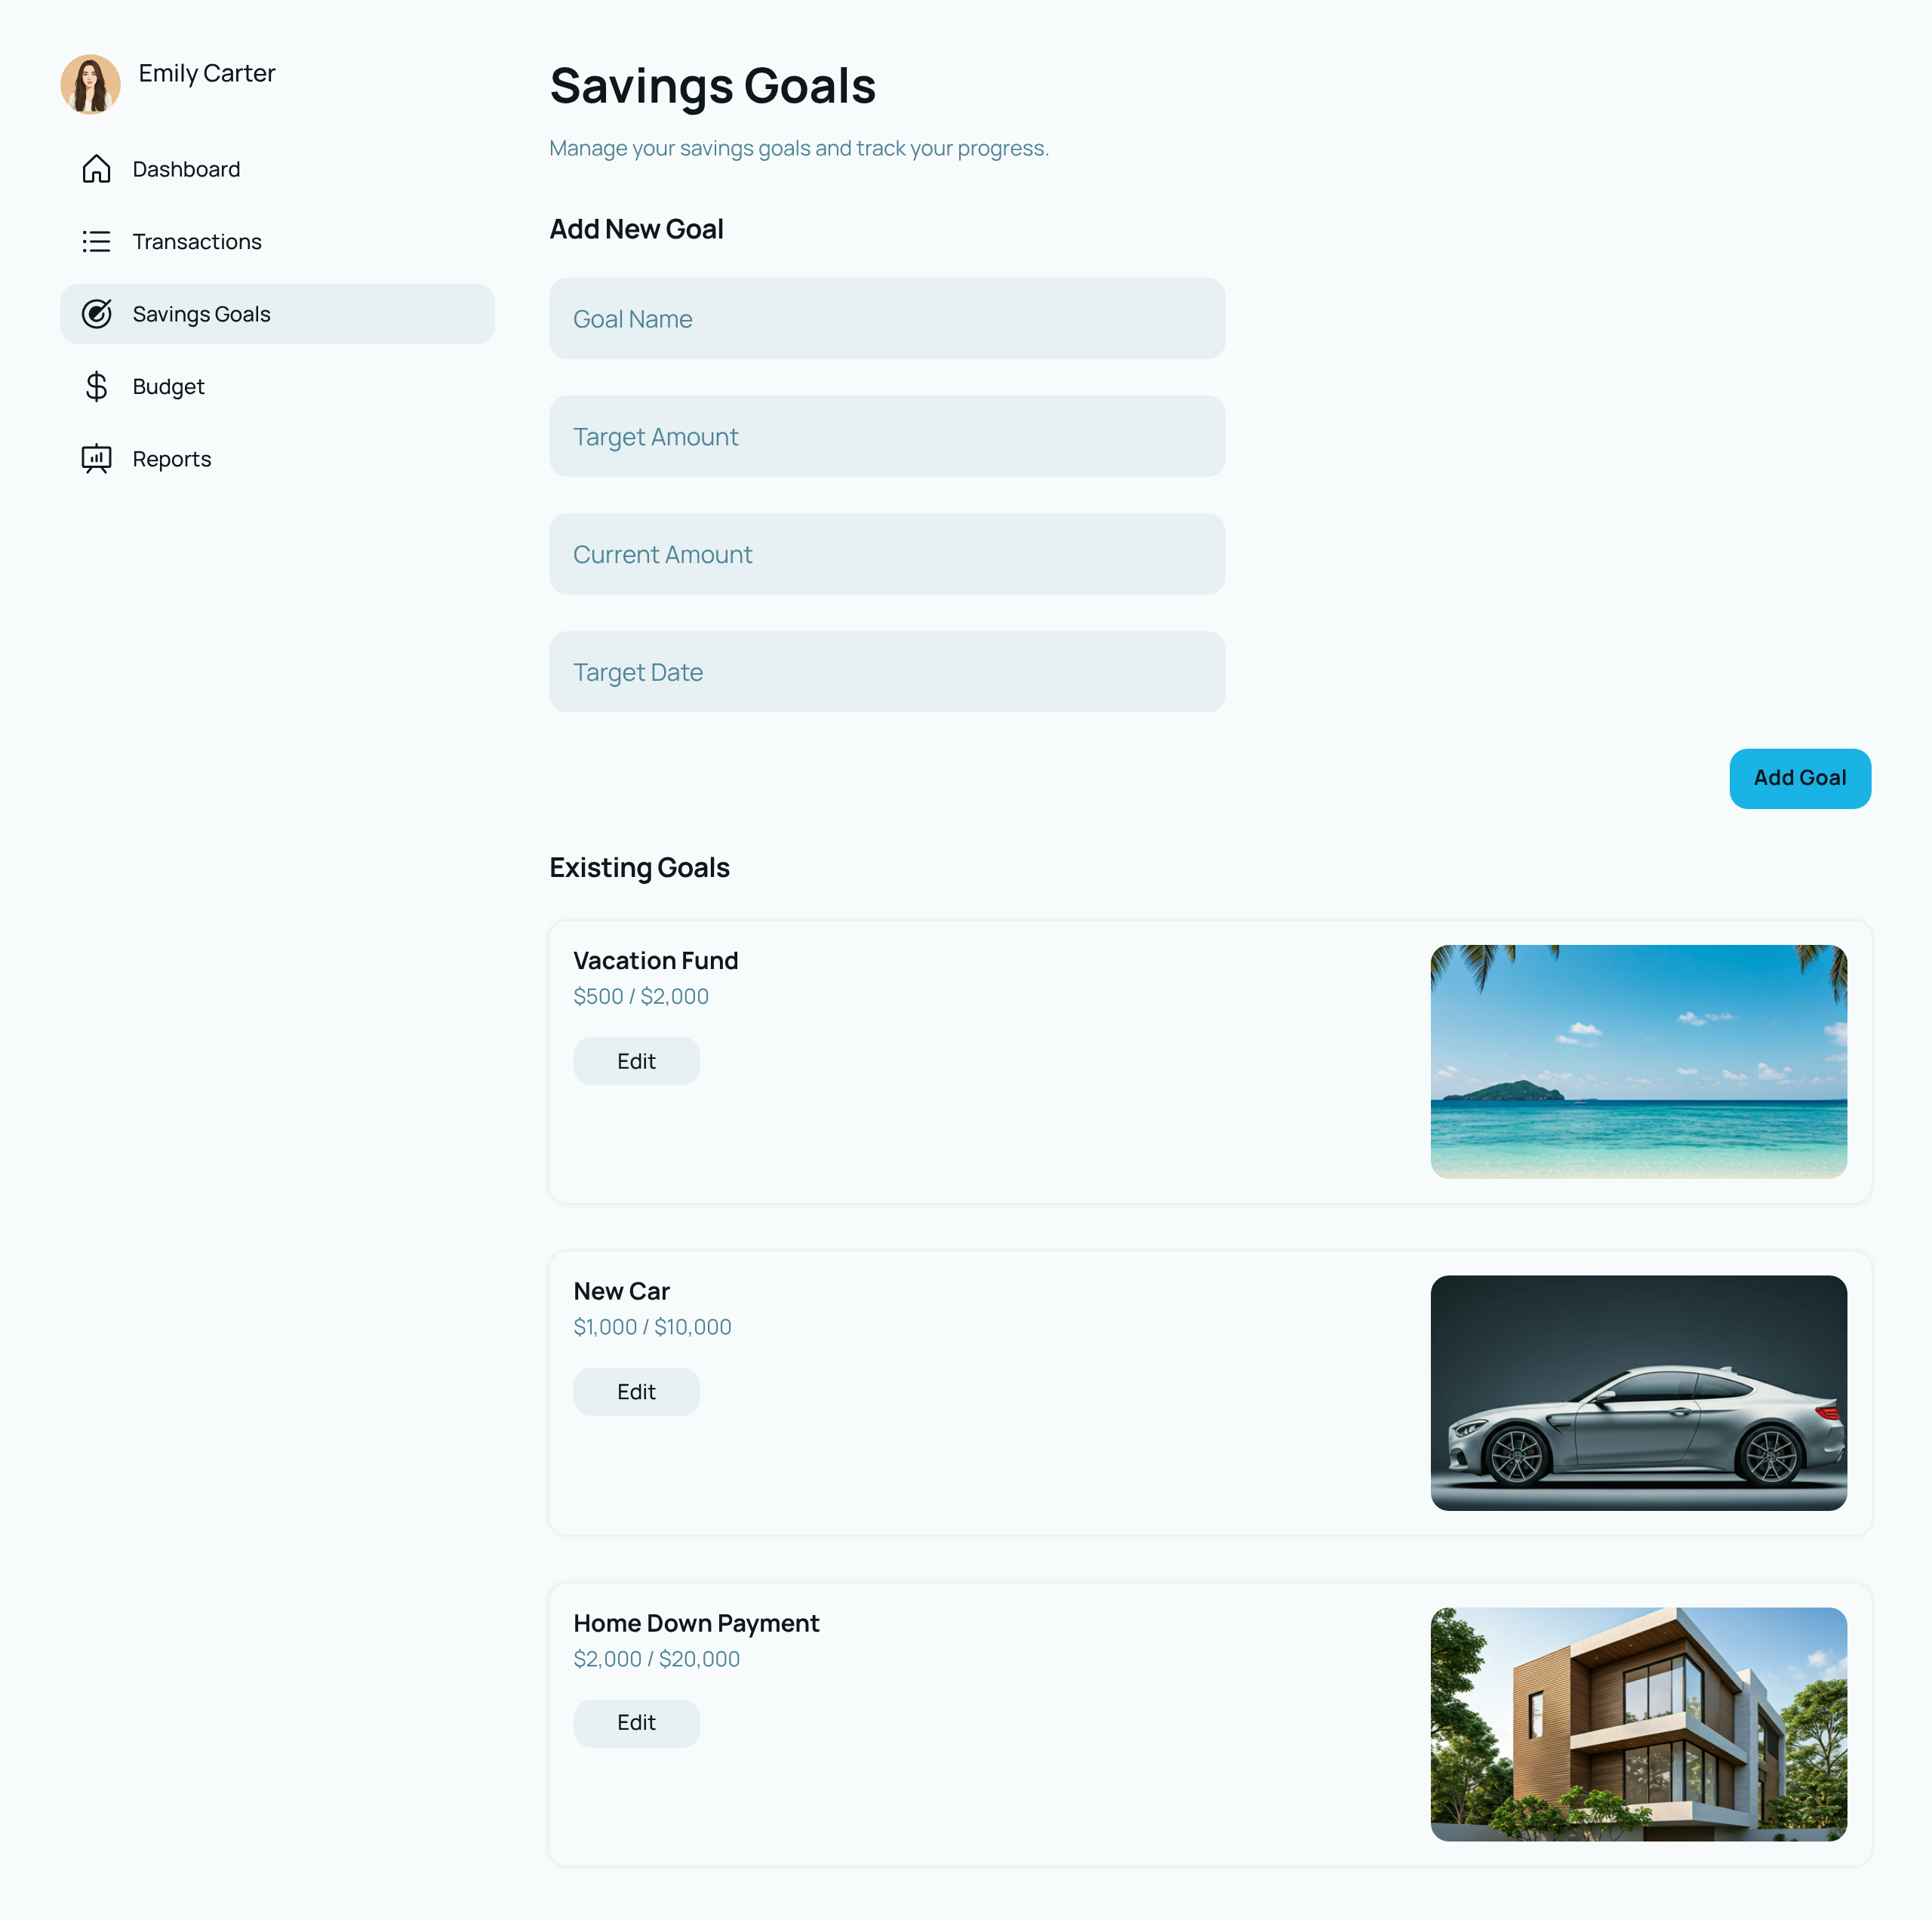 Emily Carter
Dashboard
Transactions
Savings Goals
Budget
Reports
Savings Goals
Manage your savings goals and track your progress.
Add New Goal
Goal Name
Target Amount
Current Amount
Target Date
Add Goal
Existing Goals
Vacation Fund
$500 / $2,000
Edit
New Car
$1,000 / $10,000
Edit
Home Down Payment
$2,000 / $20,000
Edit